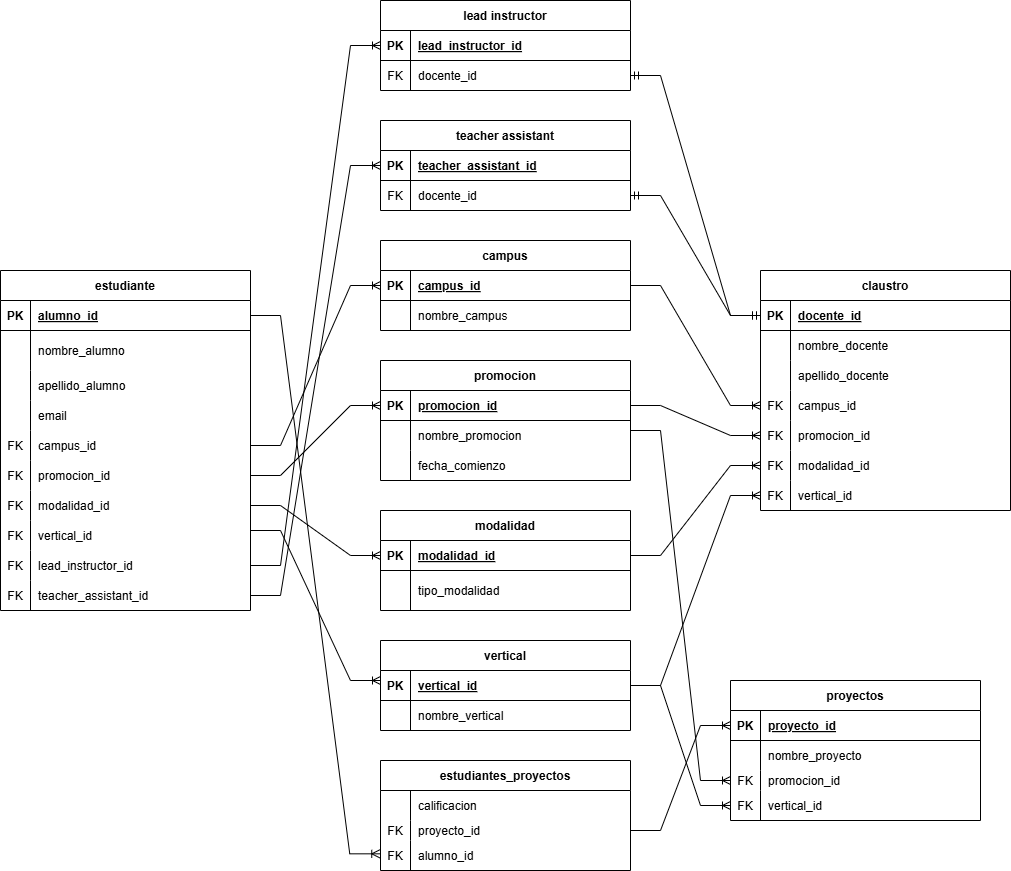 lead instructor
PK lead_instructor_id
FK docente_id
teacher assistant
PK teacher_assistant_id
FK docente_id
campus
PK campus_id
nombre_campus
estudiante
PK alumno_id
nombre_alumno
apellido_alumno
email
FK campus_id
FK promocion_id
FK modalidad_id
FK vertical_id
FK lead_instructor_id
FK teacher_assistant_id
claustro
PK docente_id
nombre_docente
apellido_docente
FK campus_id
FK promocion_id
FK modalidad_id
FK vertical_id
promocion
PK promocion_id
nombre_promocion
fecha_comienzo
modalidad
PK modalidad_id
tipo_modalidad
vertical
PK vertical_id
nombre_vertical
proyectos
PK proyecto_id
nombre_proyecto
FK promocion_id
FK vertical_id
estudiantes_proyectos
calificacion
FK proyecto_id
FK alumno_id